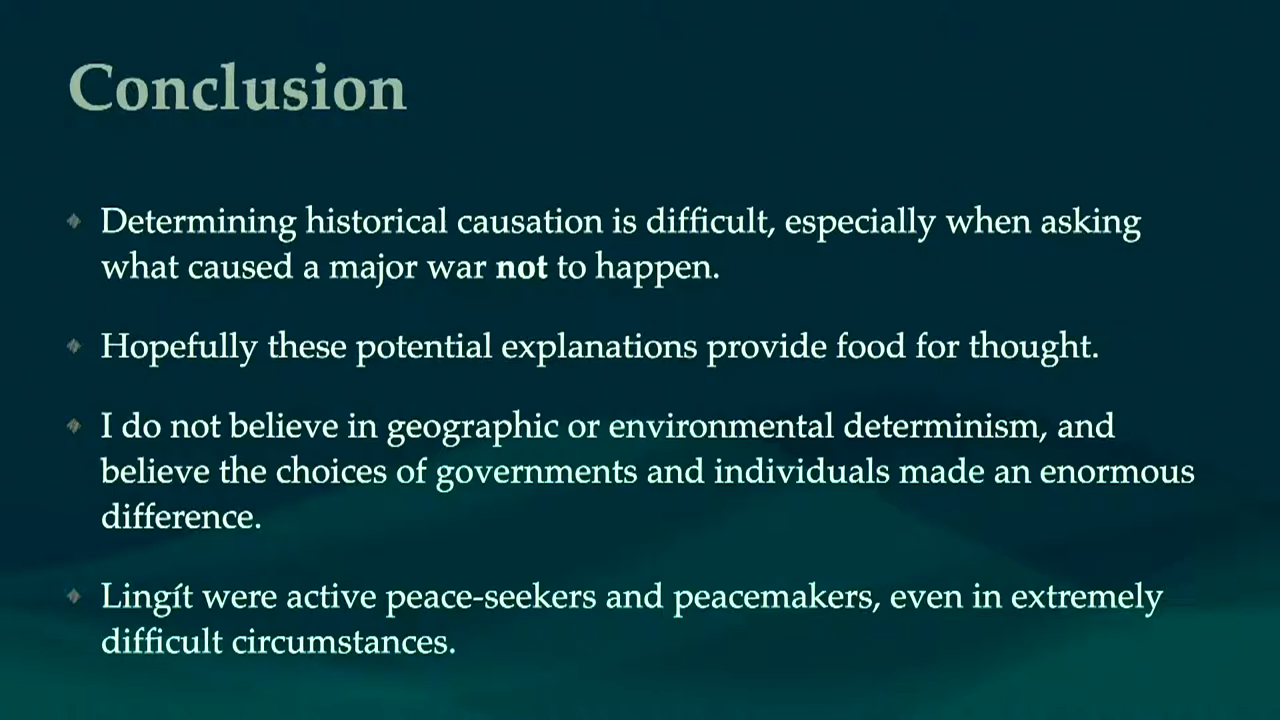 Conclusion
Determining historical causation is difficult, especially when asking
what caused a major war not to happen.
Hopefully these potential explanations provide food for thought.
I do not believe in geographic or environmental determinism, and
believe the choices of governments and individuals made an enormous
difference.
Lingít were active peace-seekers and peacemakers, even in extremely
difficult circumstances.